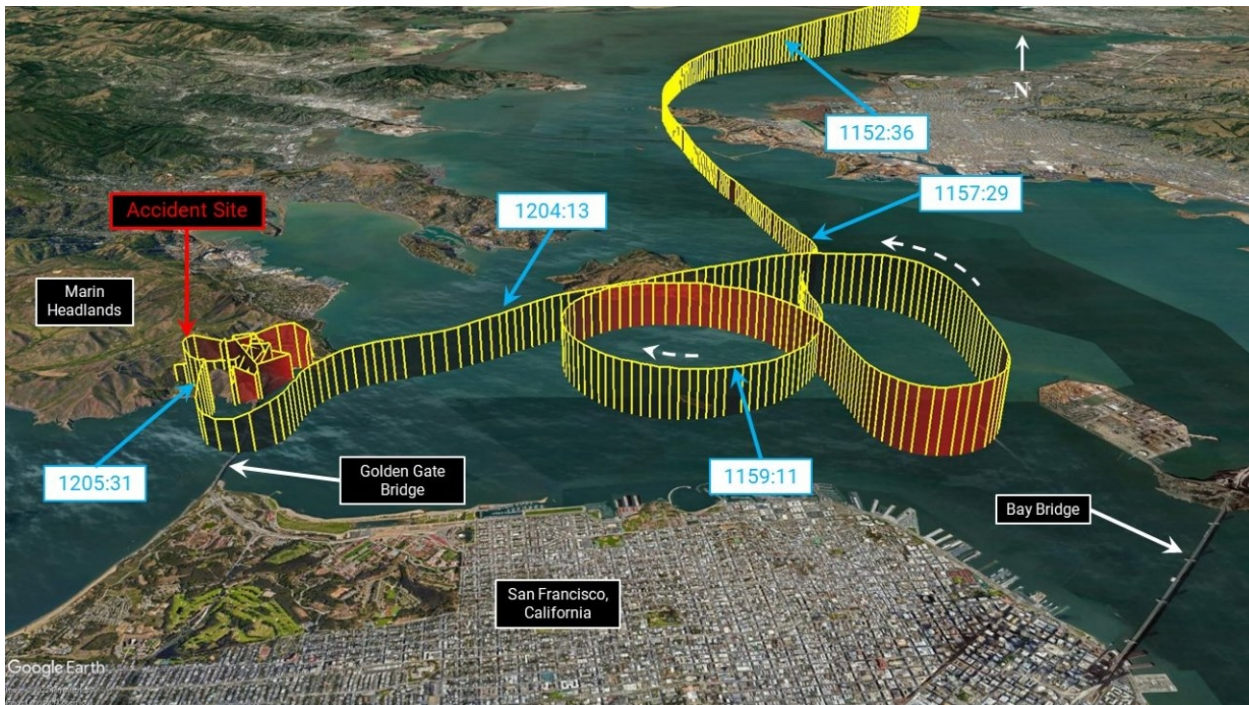 N
1152:36
1157:29
Accident Site
1204:13
Marin
Headlands
1205:31
Golden Gate
Bridge
1159:11
Bay Bridge
San Francisco,
California
Google Earth